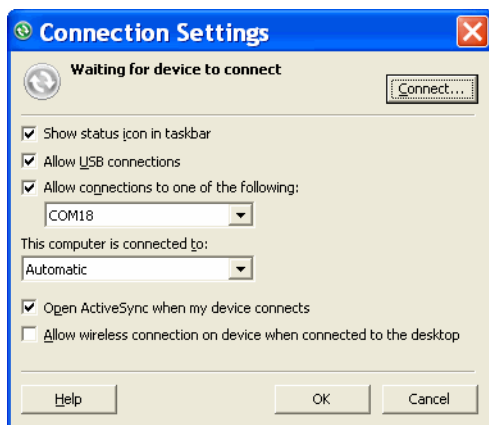 Connection Settings
Waiting for device to connect
Connect...
Show status icon in taskbar
Allow USB connections
Allow connections to one of the following:
COM18
This computer is connected to:
Automatic
Open ActiveSync when my device connects
Allow wireless connection on device when connected to the desktop
Help OK Cancel